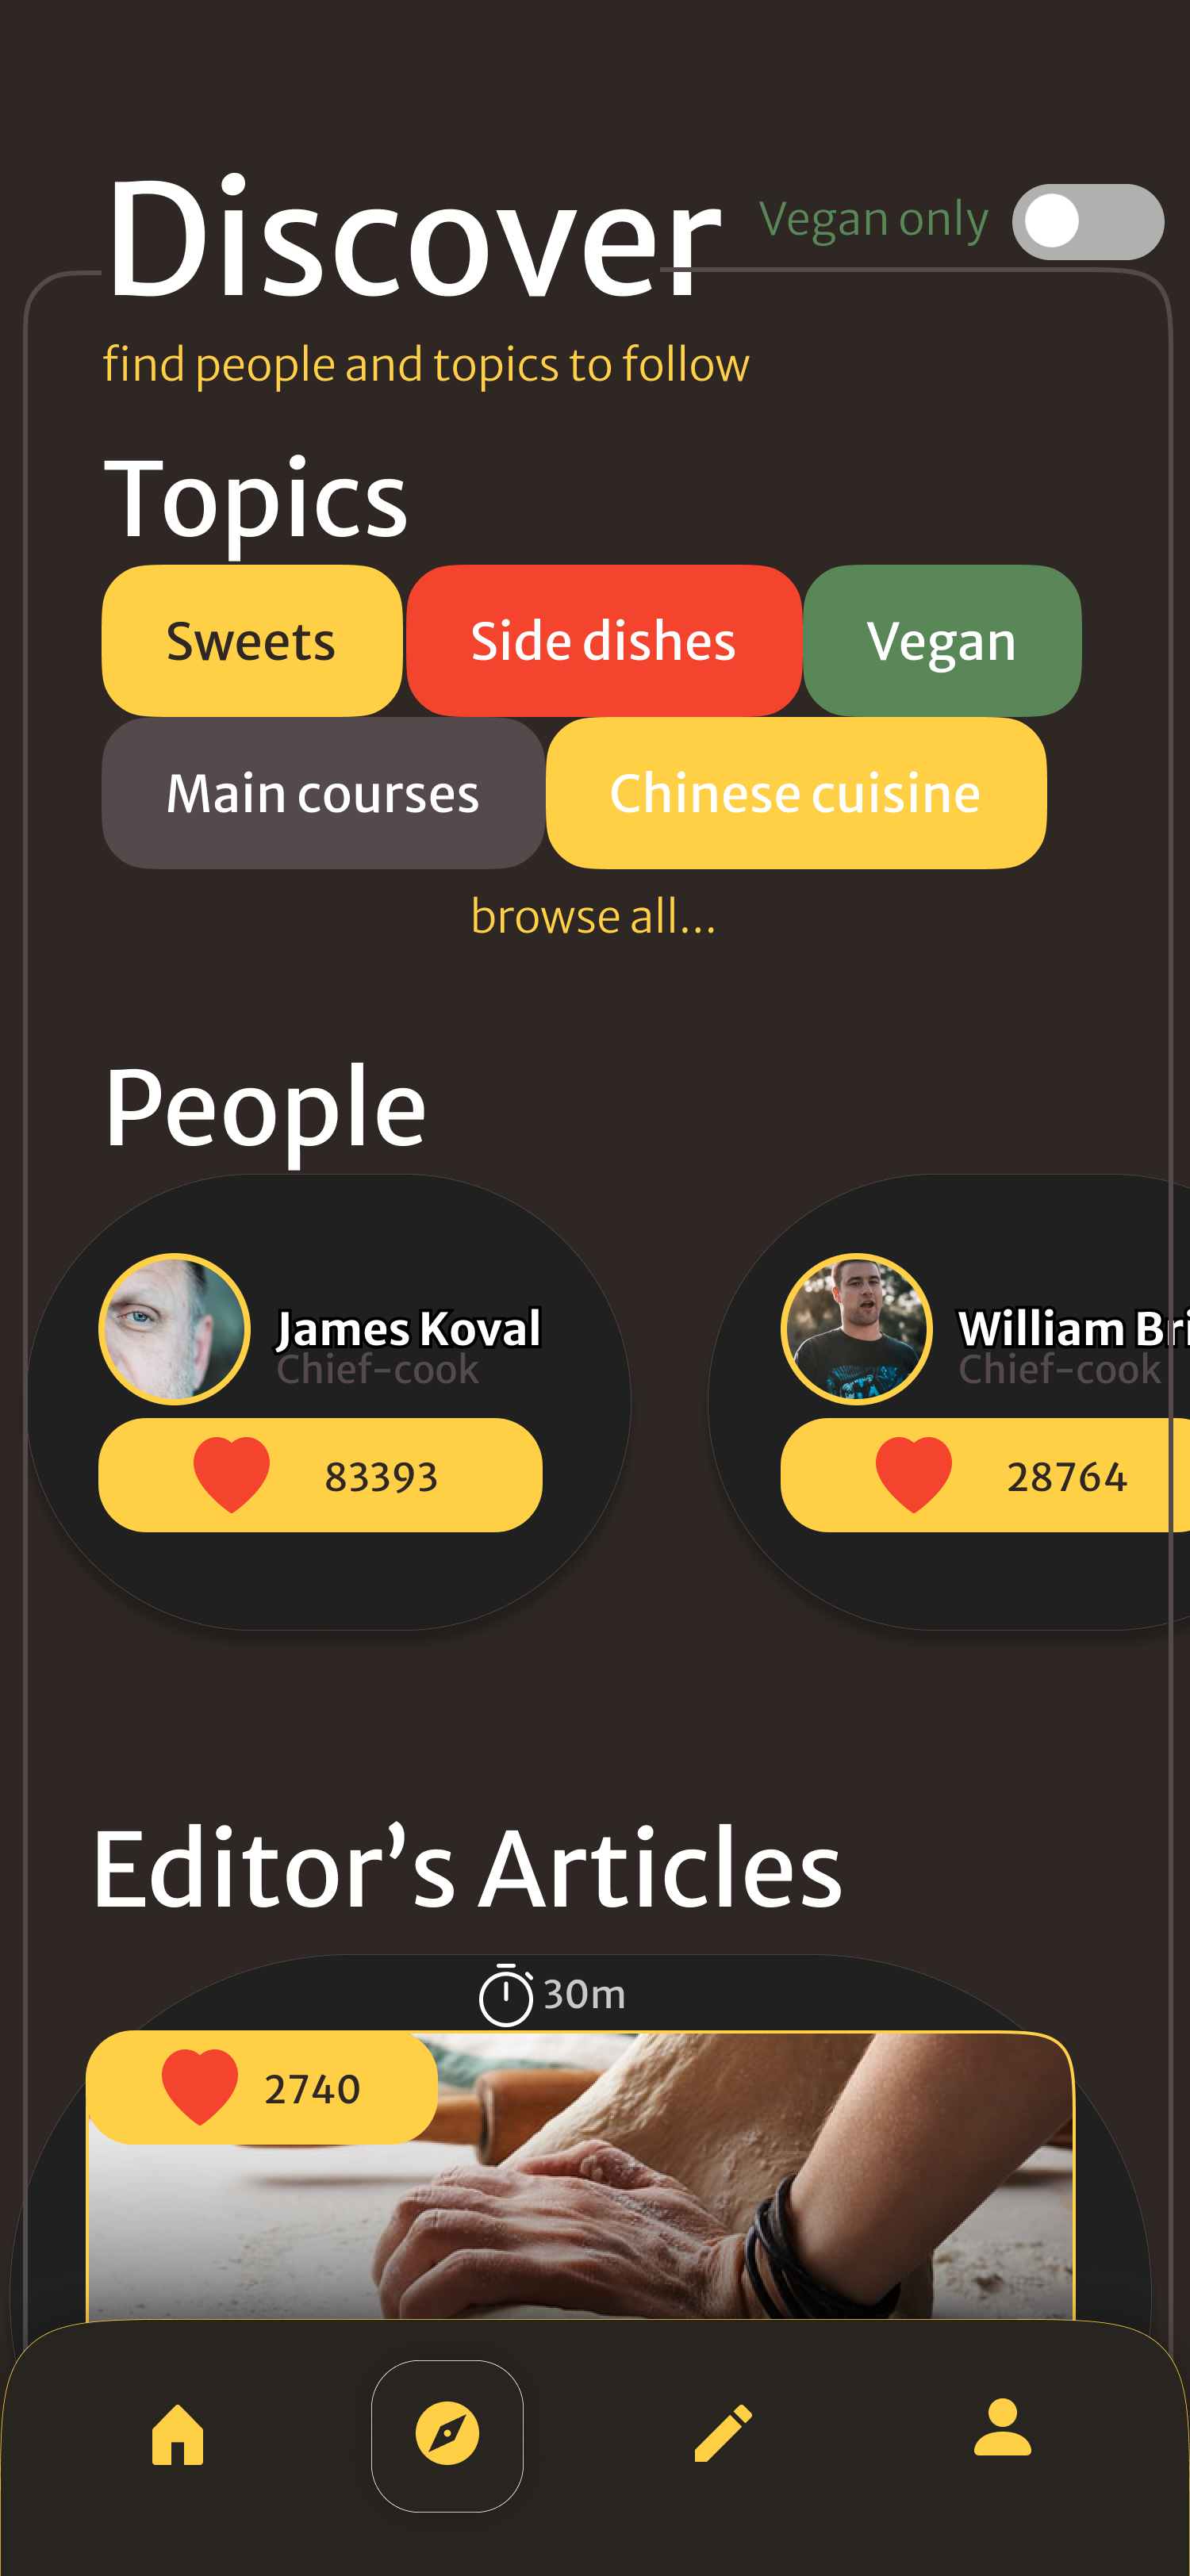 Discover
Vegan only
find people and topics to follow
Topics
Sweets
Side dishes
Vegan
Main courses
Chinese cuisine
browse all...
People
James Koval
Chief-cook
83393
William Bri
Chief-cook
28764
Editor’s Articles
30m
2740